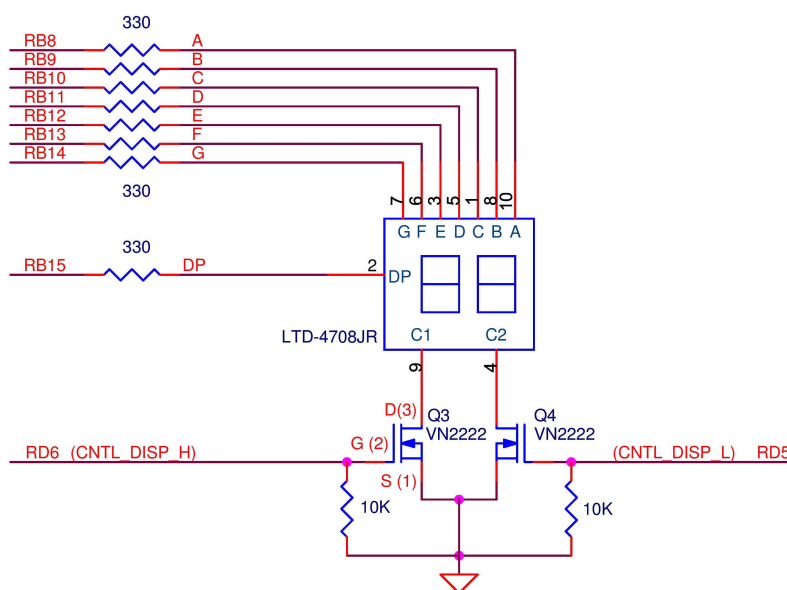 330
RB8 A
RB9 B
RB10 C
RB11 D
RB12 E
RB13 F
RB14 G
330
7 6 3 5 1 8 10
G F E D C B A
330
RB15 DP 2 DP
LTD-4708JR
C1 C2
9 4
D(3) Q3 Q4
VN2222 VN2222
G (2)
RD6 (CNTL_DISP_H) (CNTL_DISP_L) RD5
S (1)
10K 10K